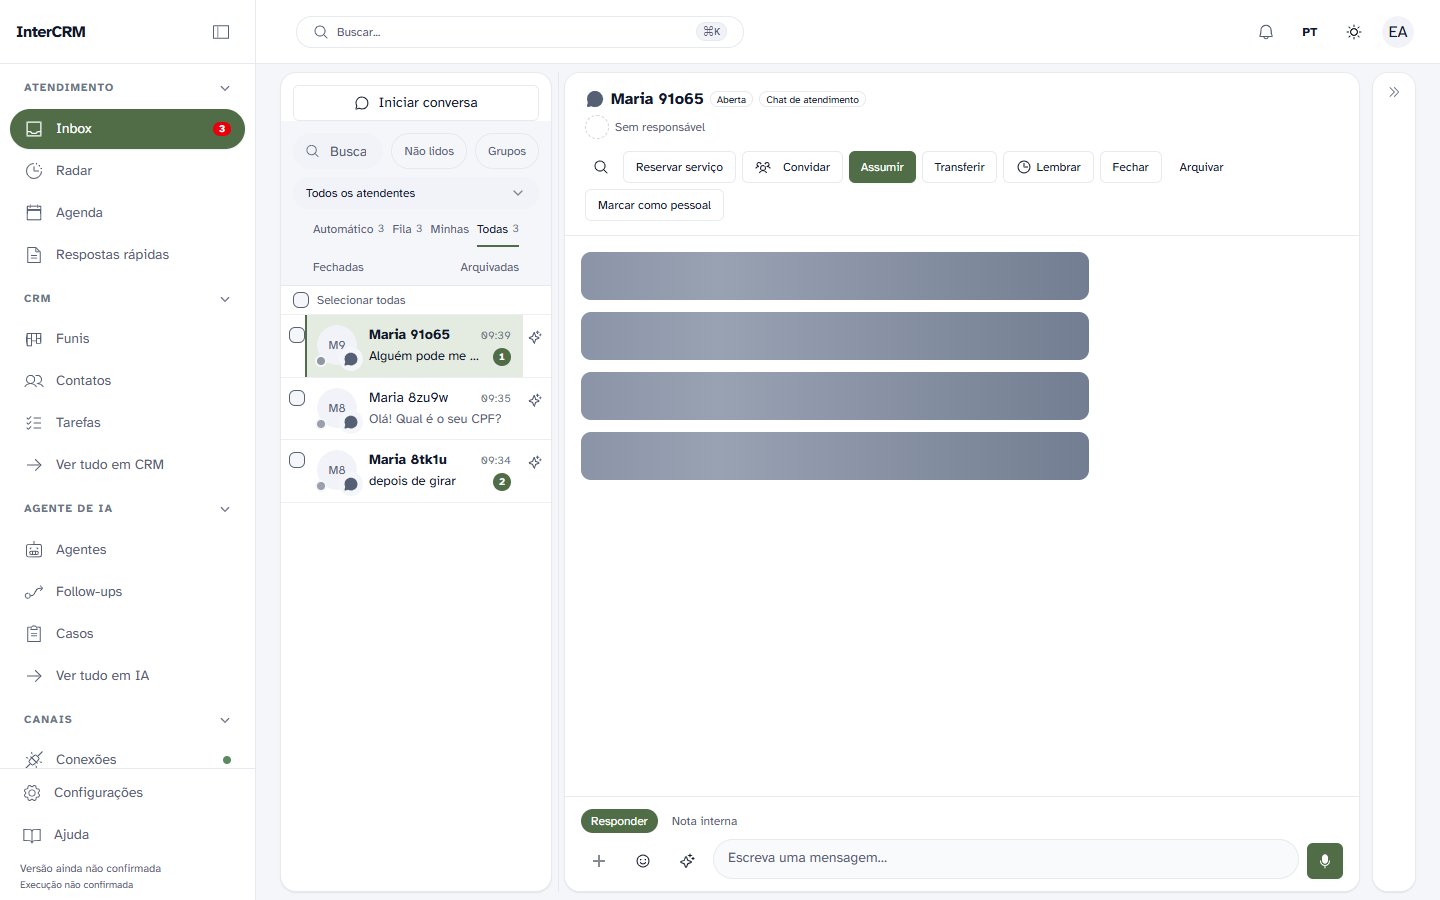 InterCRM
Buscar...
⌘K
PT
EA
ATENDIMENTO
Inbox
3
Radar
Agenda
Respostas rápidas
CRM
Funis
Contatos
Tarefas
Ver tudo em CRM
AGENTE DE IA
Agentes
Follow-ups
Casos
Ver tudo em IA
CANAIS
Conexões
Configurações
Ajuda
Versão ainda não confirmada
Execução não confirmada
Iniciar conversa
Busca
Não lidos
Grupos
Todos os atendentes
Automático 3 Fila 3 Minhas Todas 3
Fechadas Arquivadas
Selecionar todas
M9
Maria 91o65 09:39
Alguém pode me ... 1
M8
Maria 8zu9w 09:35
Olá! Qual é o seu CPF?
M8
Maria 8tk1u 09:34
depois de girar 2
Maria 91o65 Aberta Chat de atendimento
Sem responsável
Reservar serviço Convidar Assumir Transferir Lembrar Fechar Arquivar
Marcar como pessoal
Responder Nota interna
Escreva uma mensagem...